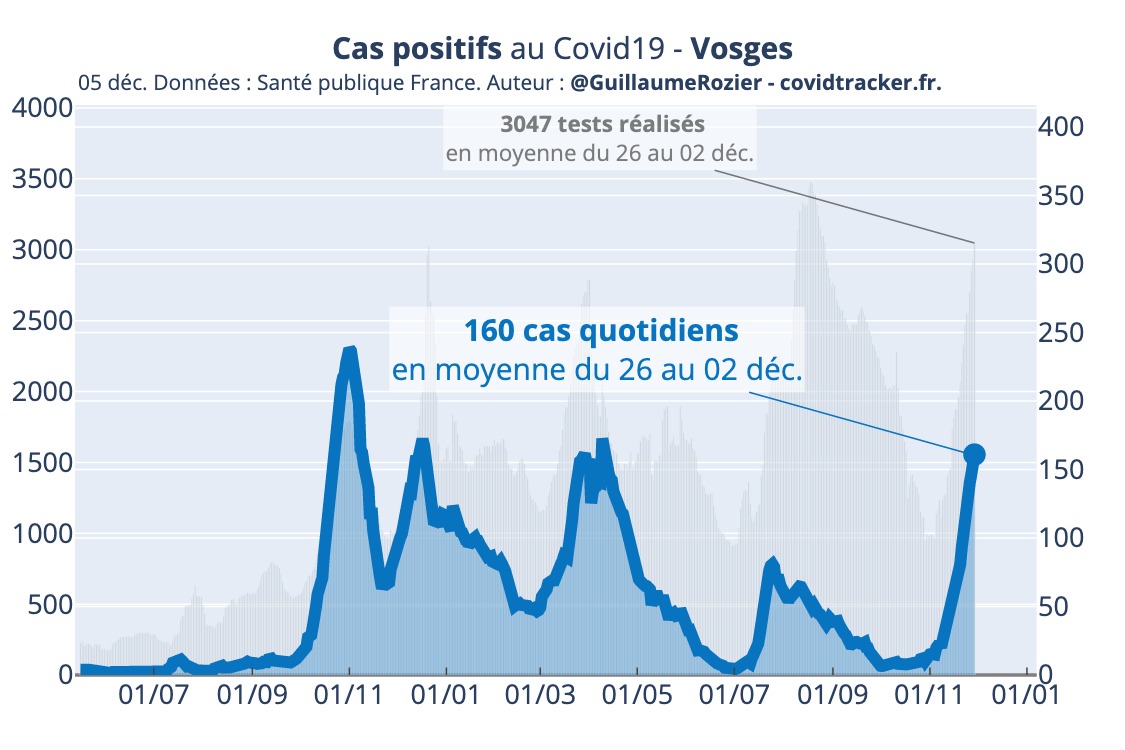 Cas positifs au Covid19 - Vosges
05 déc. Données : Santé publique France. Auteur : @GuillaumeRozier - covidtracker.fr.
4000
3500
3000
2500
2000
1500
1000
500
0
3047 tests réalisés
en moyenne du 26 au 02 déc.
160 cas quotidiens
en moyenne du 26 au 02 déc.
400
350
300
250
200
150
100
50
0
01/07 01/09 01/11 01/01 01/03 01/05 01/07 01/09 01/11 01/01